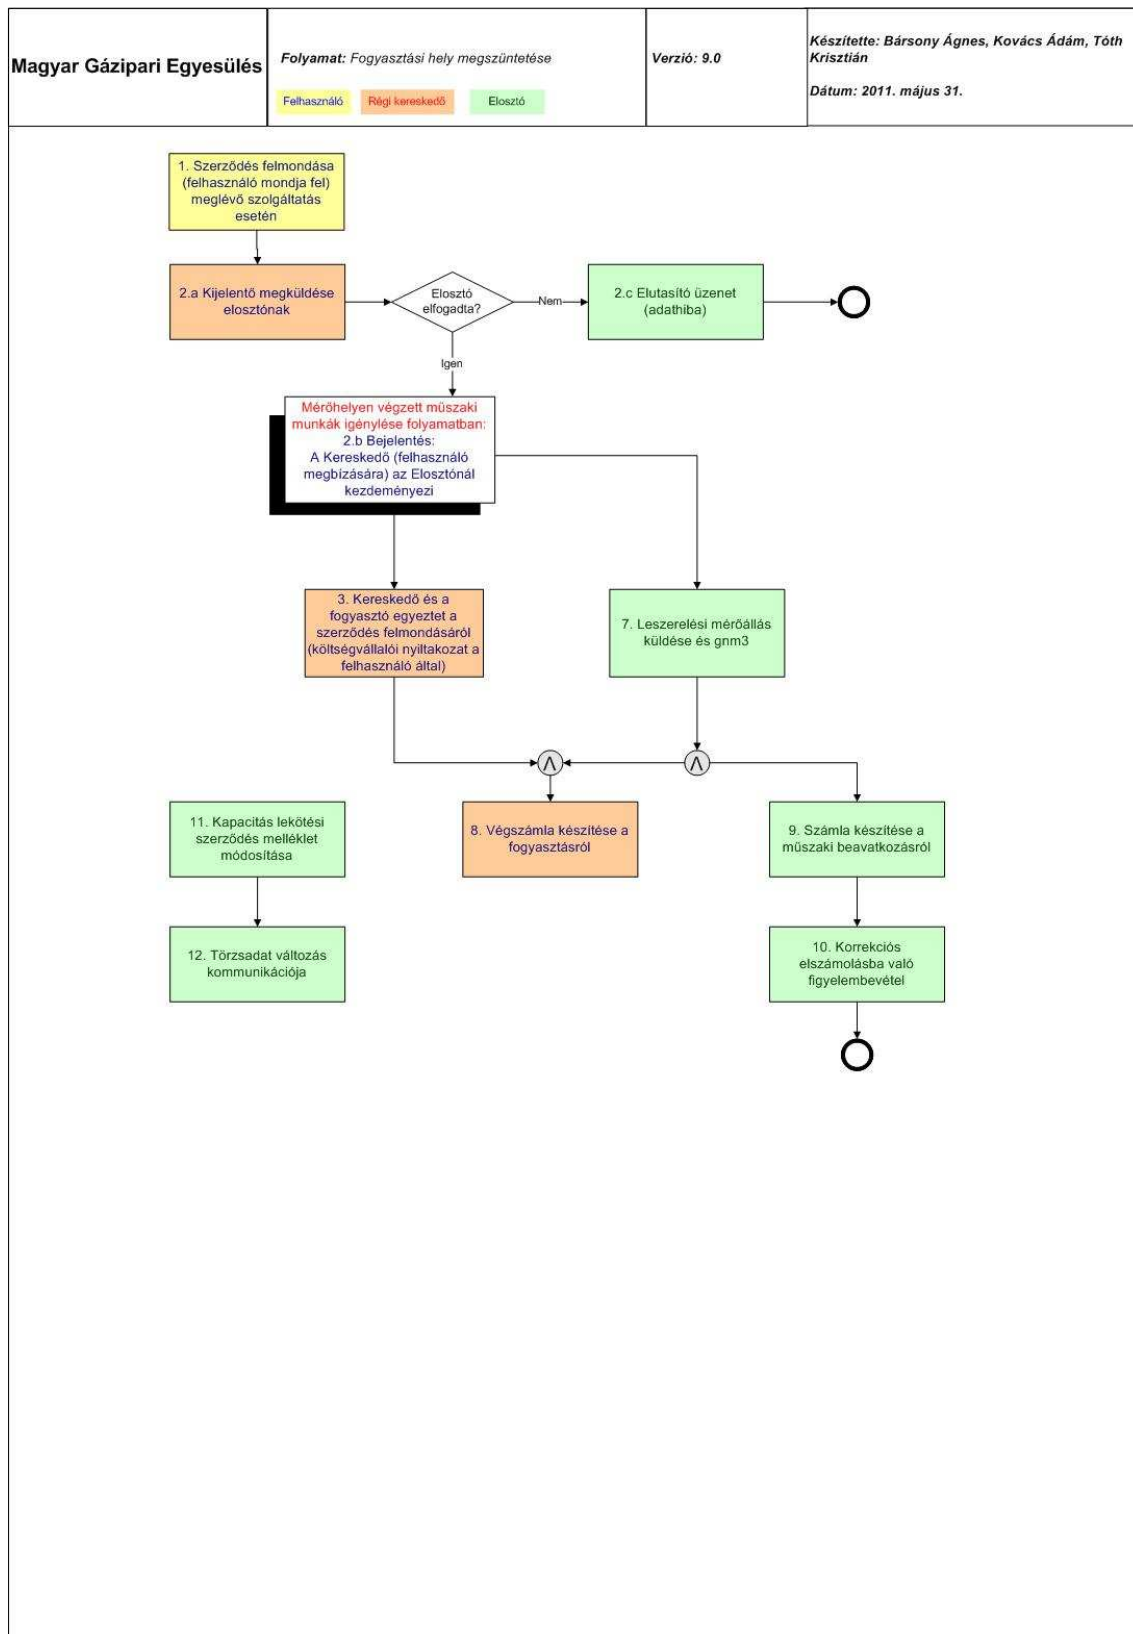 Magyar Gázipari Egyesülés
Folyamat: Fogyasztási hely megszüntetése
Felhasználó
Régi kereskedő
Elosztó
Verzió: 9.0
Készítette: Bársony Ágnes, Kovács Ádám, Tóth
Krisztián
Dátum: 2011. május 31.
1. Szerződés felmondása
(felhasználó mondja fel)
meglévő szolgáltatás
esetén
2.a Kijelentő megküldése
elosztónak
Elosztó
elfogadta?
Nem
2.c Elutasító üzenet
(adathiba)
Igen
Mérőhelyen végzett műszaki
munkák igénylése folyamatban:
2.b Bejelentés:
A Kereskedő (felhasználó
megbízására) az Elosztónál
kezdeményezi
3. Kereskedő és a
fogyasztó egyeztet a
szerződés felmondásáról
(költségvállalói nyiltakozat a
felhasználó által)
7. Leszerelési mérőállás
küldése és gnm3
Λ
Λ
11. Kapacitás lekötési
szerződés melléklet
módosítása
8. Végszámla készítése a
fogyasztásról
9. Számla készítése a
műszaki beavatkozásról
12. Törzsadat változás
kommunikációja
10. Korrekciós
elszámolásba való
figyelembevétel